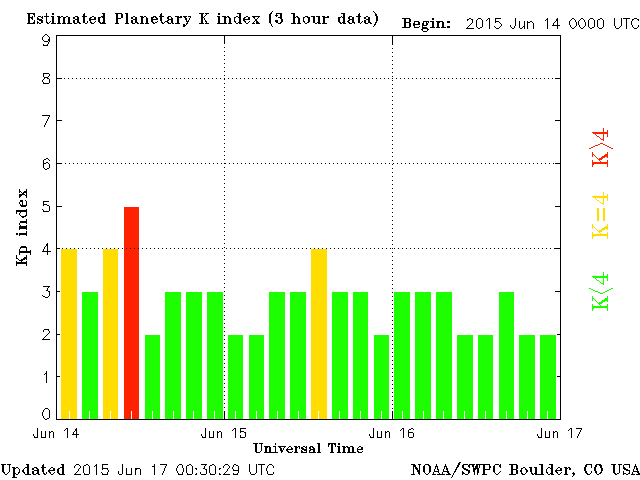 Estimated Planetary K index (3 hour data) Begin: 2015 Jun 14 0000 UTC
9
8
7
6
5
4
3
2
1
0
Kp index
K>4
K=4
K<4
Jun 14 Jun 15 Jun 16 Jun 17
Universal Time
Updated 2015 Jun 17 00:30:29 UTC NOAA/SWPC Boulder, CO USA